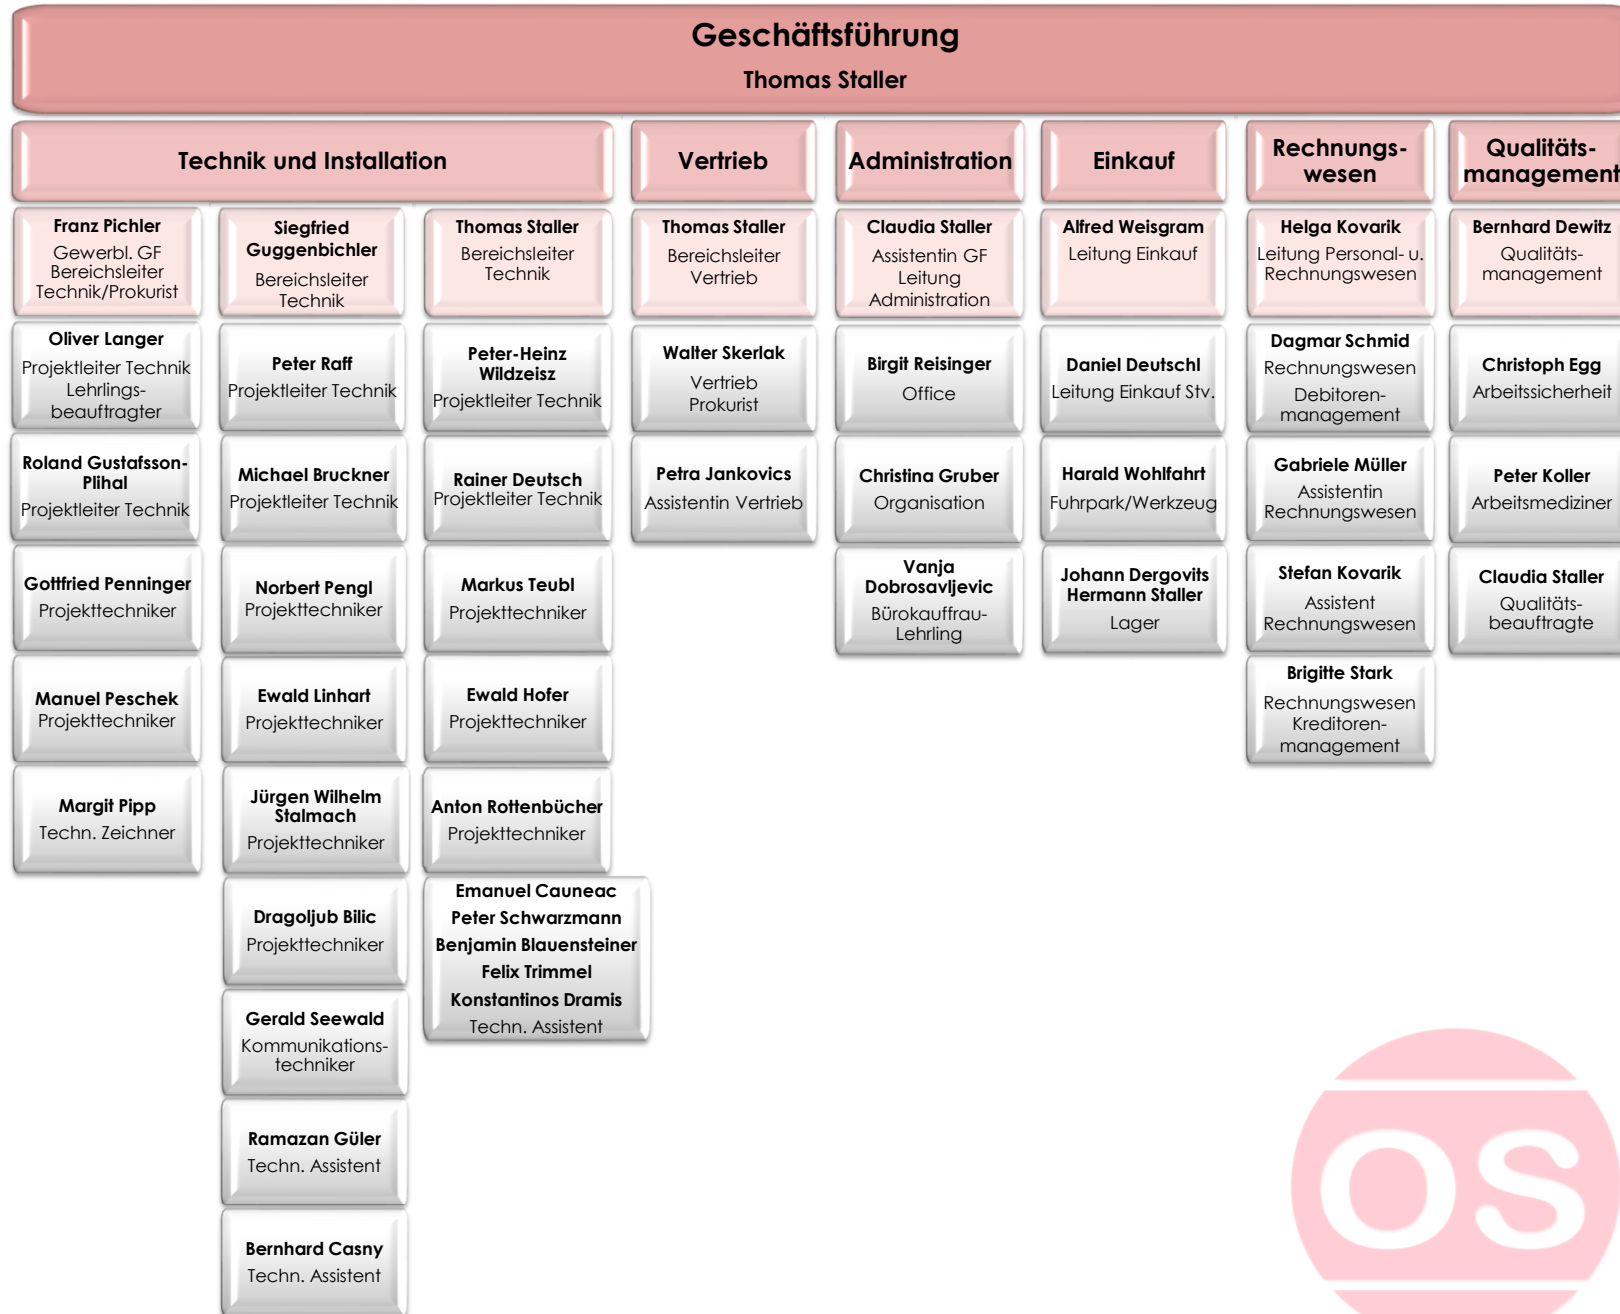 Geschäftsführung
Thomas Staller
Technik und Installation
Franz Pichler
Gewerbl. GF
Bereichsleiter
Technik/Prokurist
Oliver Langer
Projektleiter Technik
Lehrlings-
beauftragter
Roland Gustafsson-
Plihal
Projektleiter Technik
Gottfried Penninger
Projekttechniker
Manuel Peschek
Projekttechniker
Margit Pipp
Techn. Zeichner
Siegfried
Guggenbichler
Bereichsleiter
Technik
Peter Raff
Projektleiter Technik
Michael Bruckner
Projektleiter Technik
Norbert Pengl
Projekttechniker
Ewald Linhart
Projekttechniker
Jürgen Wilhelm
Stalmach
Projekttechniker
Dragoljub Bilic
Projekttechniker
Gerald Seewald
Kommunikations-
techniker
Ramazan Güler
Techn. Assistent
Bernhard Casny
Techn. Assistent
Thomas Staller
Bereichsleiter
Technik
Peter-Heinz
Wildzeisz
Projektleiter Technik
Rainer Deutsch
Projektleiter Technik
Markus Teubl
Projekttechniker
Ewald Hofer
Projekttechniker
Anton Rottenbücher
Projekttechniker
Emanuel Cauneac
Peter Schwarzmann
Benjamin Blauensteiner
Felix Trimmel
Konstantinos Dramis
Techn. Assistent
Vertrieb
Thomas Staller
Bereichsleiter
Vertrieb
Walter Skerlak
Vertrieb
Prokurist
Petra Jankovics
Assistentin Vertrieb
Administration
Claudia Staller
Assistentin GF
Leitung
Administration
Birgit Reisinger
Office
Christina Gruber
Organisation
Vanja
Dobrosavljevic
Bürokauffrau-
Lehrling
Einkauf
Alfred Weisgram
Leitung Einkauf
Daniel Deutschl
Leitung Einkauf Stv.
Harald Wohlfahrt
Fuhrpark/Werkzeug
Johann Dergovits
Hermann Staller
Lager
Rechnungs-
wesen
Helga Kovarik
Leitung Personal- u.
Rechnungswesen
Dagmar Schmid
Rechnungswesen
Debitoren-
management
Gabriele Müller
Assistentin
Rechnungswesen
Stefan Kovarik
Assistent
Rechnungswesen
Brigitte Stark
Rechnungswesen
Kreditoren-
management
Qualitäts-
management
Bernhard Dewitz
Qualitäts-
management
Christoph Egg
Arbeitssicherheit
Peter Koller
Arbeitsmediziner
Claudia Staller
Qualitäts-
beauftragte
OS